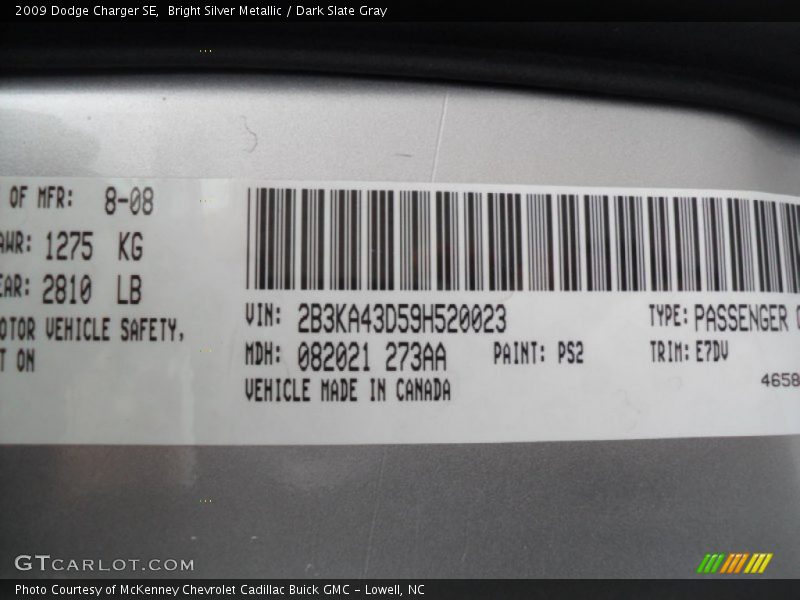 2009 Dodge Charger SE,  Bright Silver Metallic / Dark Slate Gray
OF MFR: 8-08
AWR: 1275 KG
EAR: 2810 LB
OTOR VEHICLE SAFETY,
T ON
VIN: 2B3KA43D59H520023
TYPE: PASSENGER
MDH: 082021 273AA
PAINT: PS2
TRIM: E7DV
VEHICLE MADE IN CANADA
4658
GTCARLOT.COM
Photo Courtesy of McKenney Chevrolet Cadillac Buick GMC – Lowell, NC